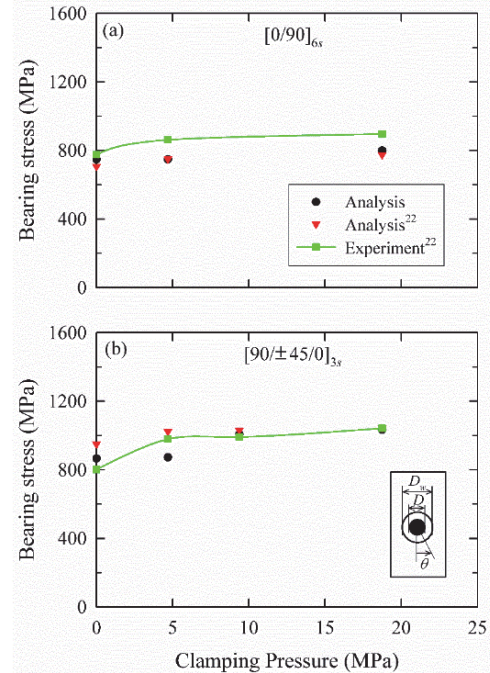 (a)
[0/90]6s
1600
1200
800
400
0
Bearing stress (MPa)
Analysis
Analysis22
Experiment22
(b)
[90/±45/0]3s
1600
1200
800
400
0
Bearing stress (MPa)
Dw
D
θ
0 5 10 15 20 25
Clamping Pressure (MPa)